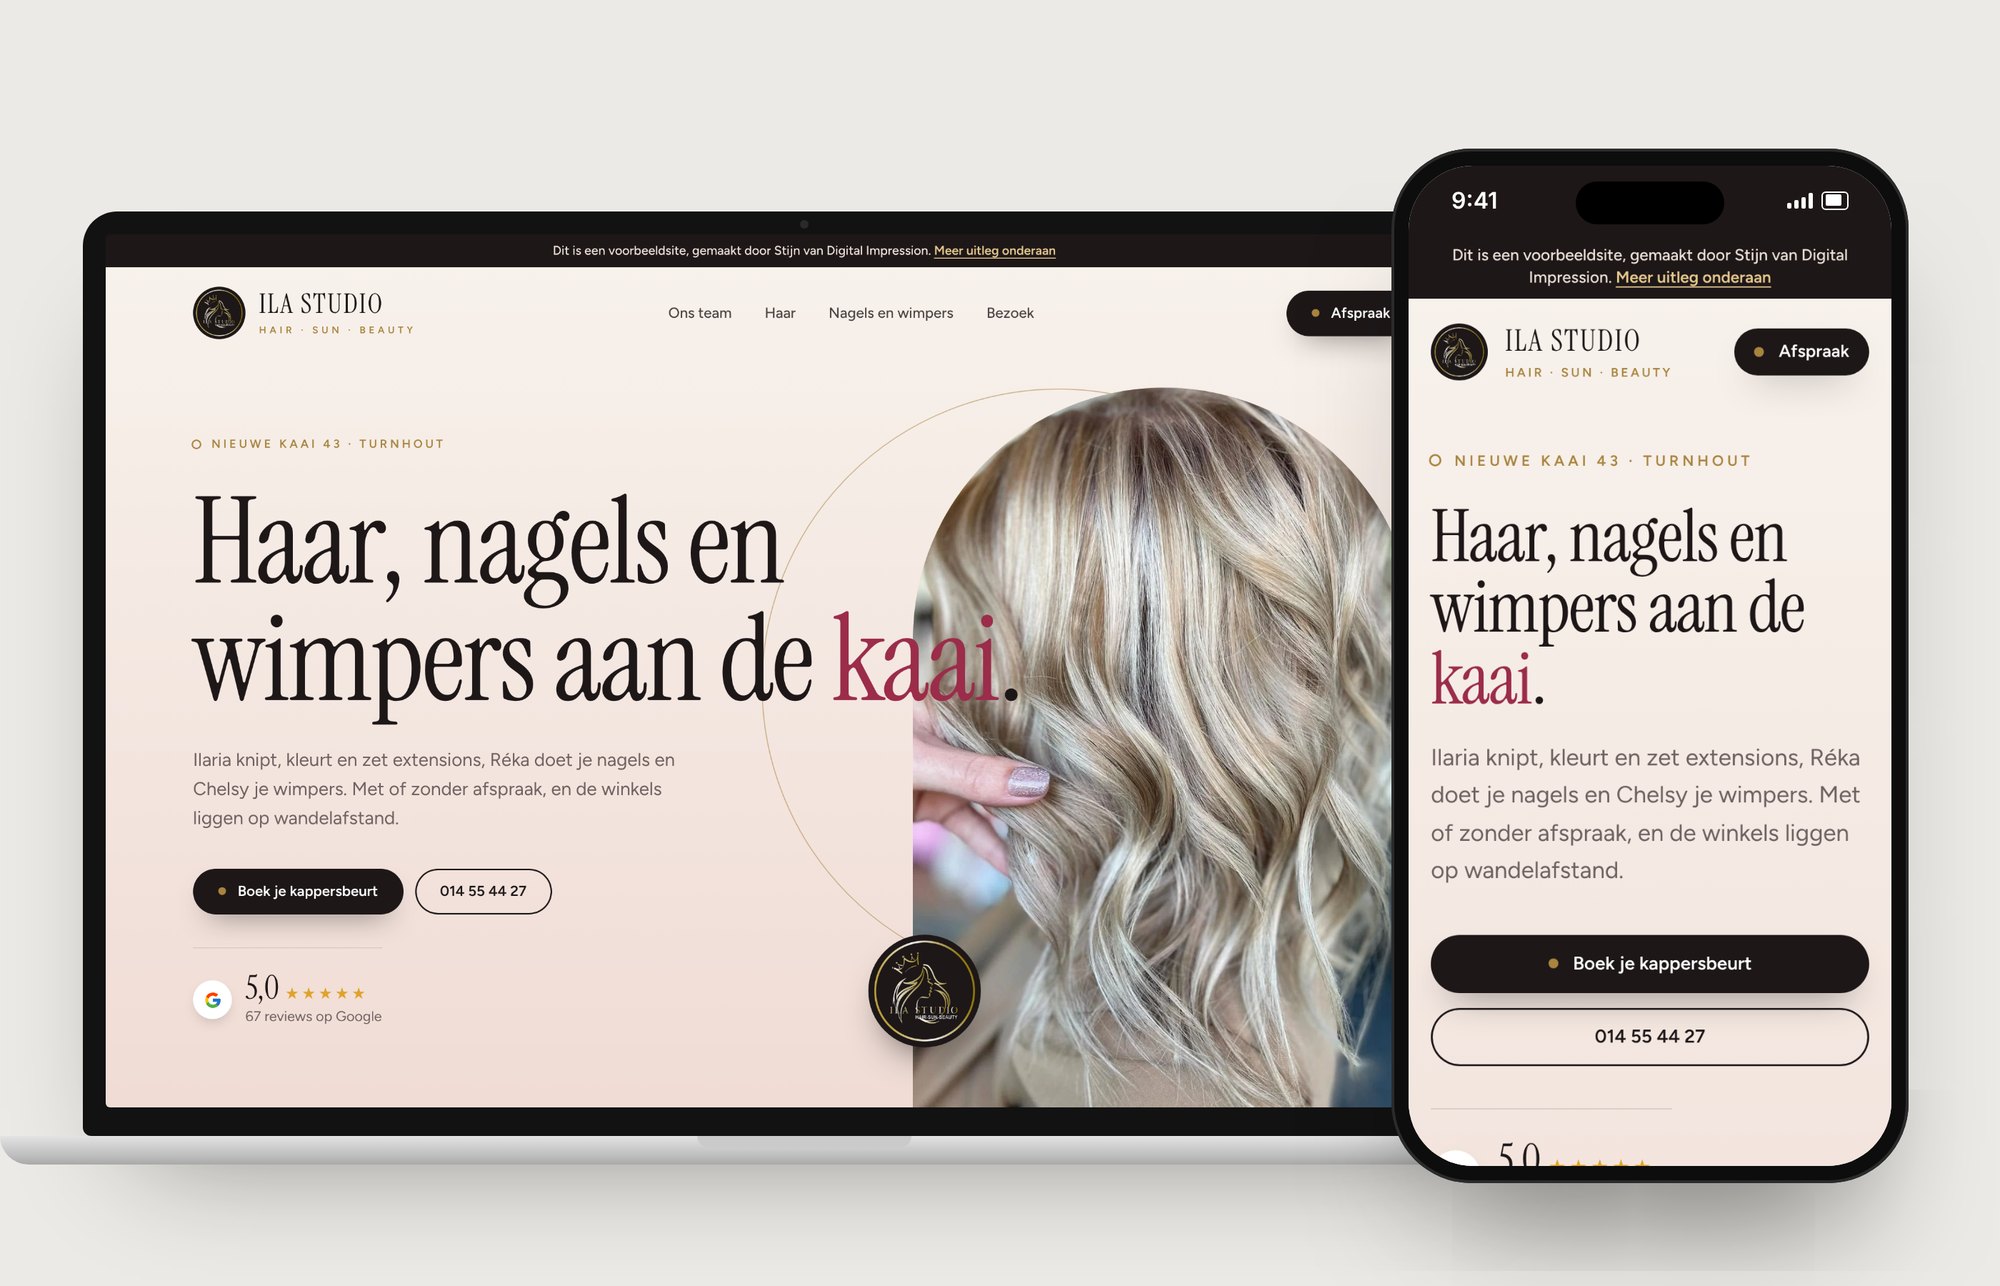 Dit is een voorbeeldsite, gemaakt door Stijn van Digital Impression. Meer uitleg onderaan
ILA STUDIO
HAIR · SUN · BEAUTY
Ons team
Haar
Nagels en wimpers
Bezoek
Afspraak
NIEUWE KAAI 43 · TURNHOUT
Haar, nagels en
wimpers aan de kaai.
Ilaria knipt, kleurt en zet extensions, Réka doet je nagels en
Chelsy je wimpers. Met of zonder afspraak, en de winkels
liggen op wandelafstand.
Boek je kappersbeurt
014 55 44 27
5,0
67 reviews op Google
ILA STUDIO
HAIR-SUN-BEAUTY
9:41
Dit is een voorbeeldsite, gemaakt door Stijn van Digital
Impression. Meer uitleg onderaan
ILA STUDIO
HAIR · SUN · BEAUTY
Afspraak
NIEUWE KAAI 43 · TURNHOUT
Haar, nagels en
wimpers aan de
kaai.
Ilaria knipt, kleurt en zet extensions, Réka
doet je nagels en Chelsy je wimpers. Met
of zonder afspraak, en de winkels liggen
op wandelafstand.
Boek je kappersbeurt
014 55 44 27
5,0